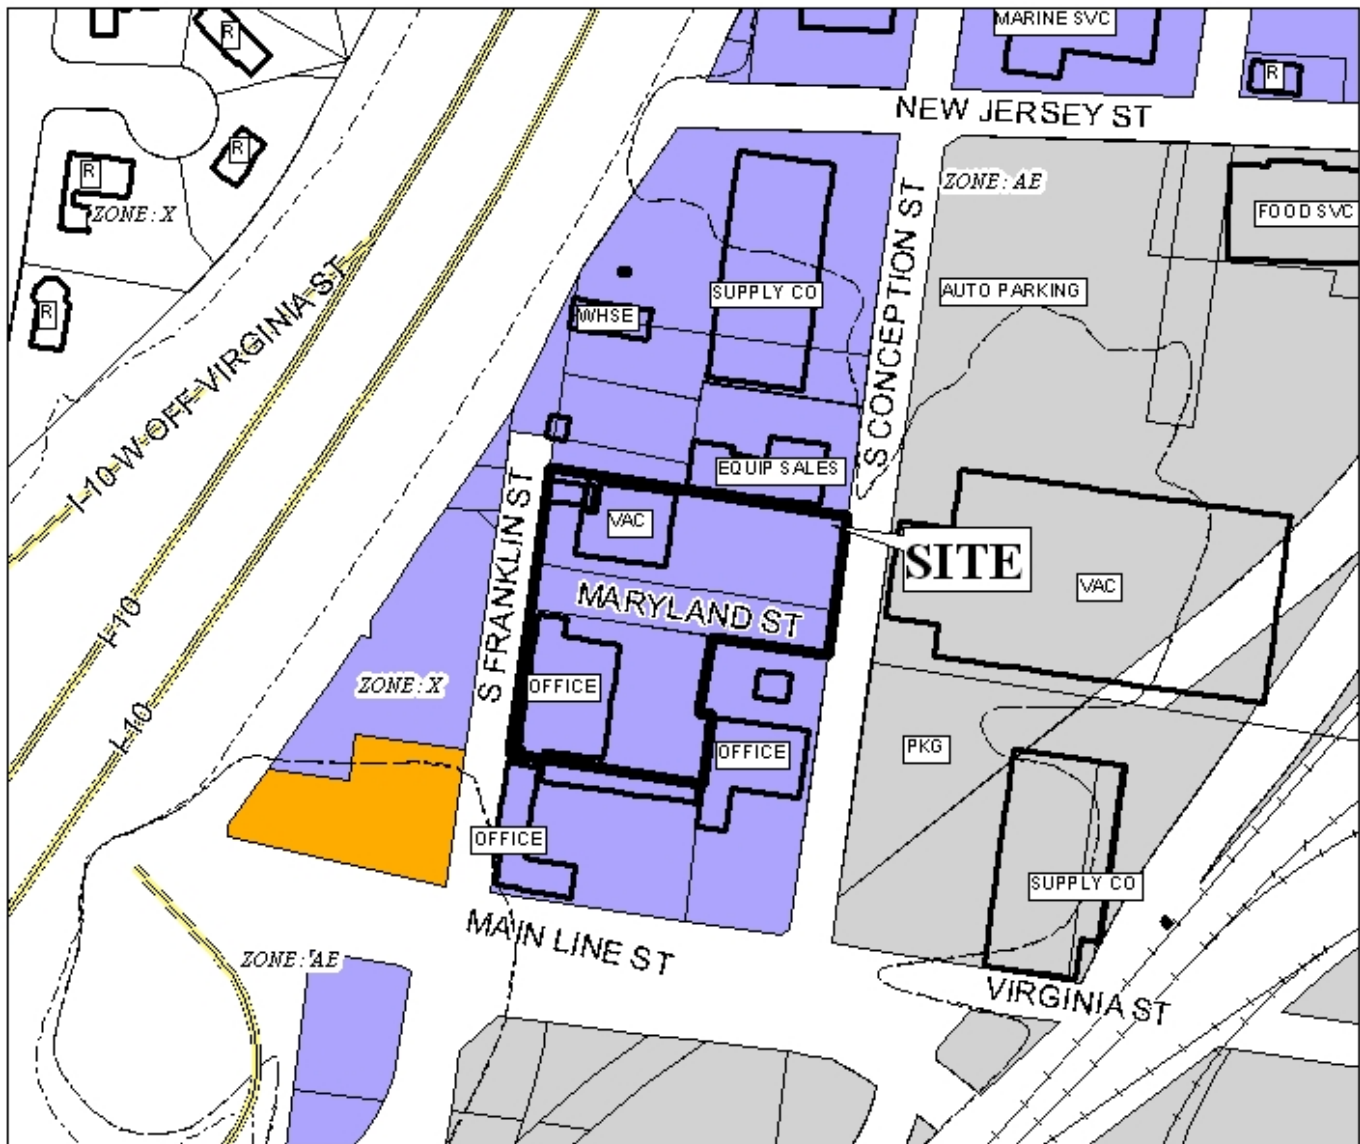 MARINE SVC
R
R
NEW JERSEY ST
R
R
ZONE: X
ZONE: AE
FOOD SVC
I-10 W OFF VIRGINIA ST
R
SUPPLY CO
AUTO PARKING
WHSE
S CONCEPTION ST
EQUIP SALES
VAC
SITE
VAC
S FRANKLIN ST
MARYLAND ST
I-10
ZONE: X
OFFICE
I-10
OFFICE
PKG
OFFICE
SUPPLY CO
MAIN LINE ST
ZONE: AE
VIRGINIA ST